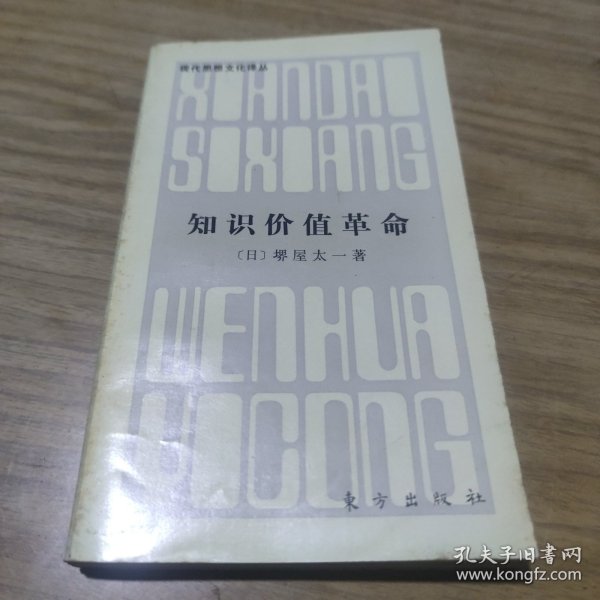 现代思想文化译丛
XIANDAI
SIXIANG
知识价值革命
〔日〕堺屋太一著
WENHUA
YICONG
東方出版社
孔夫子旧书网
www.kongfz.com